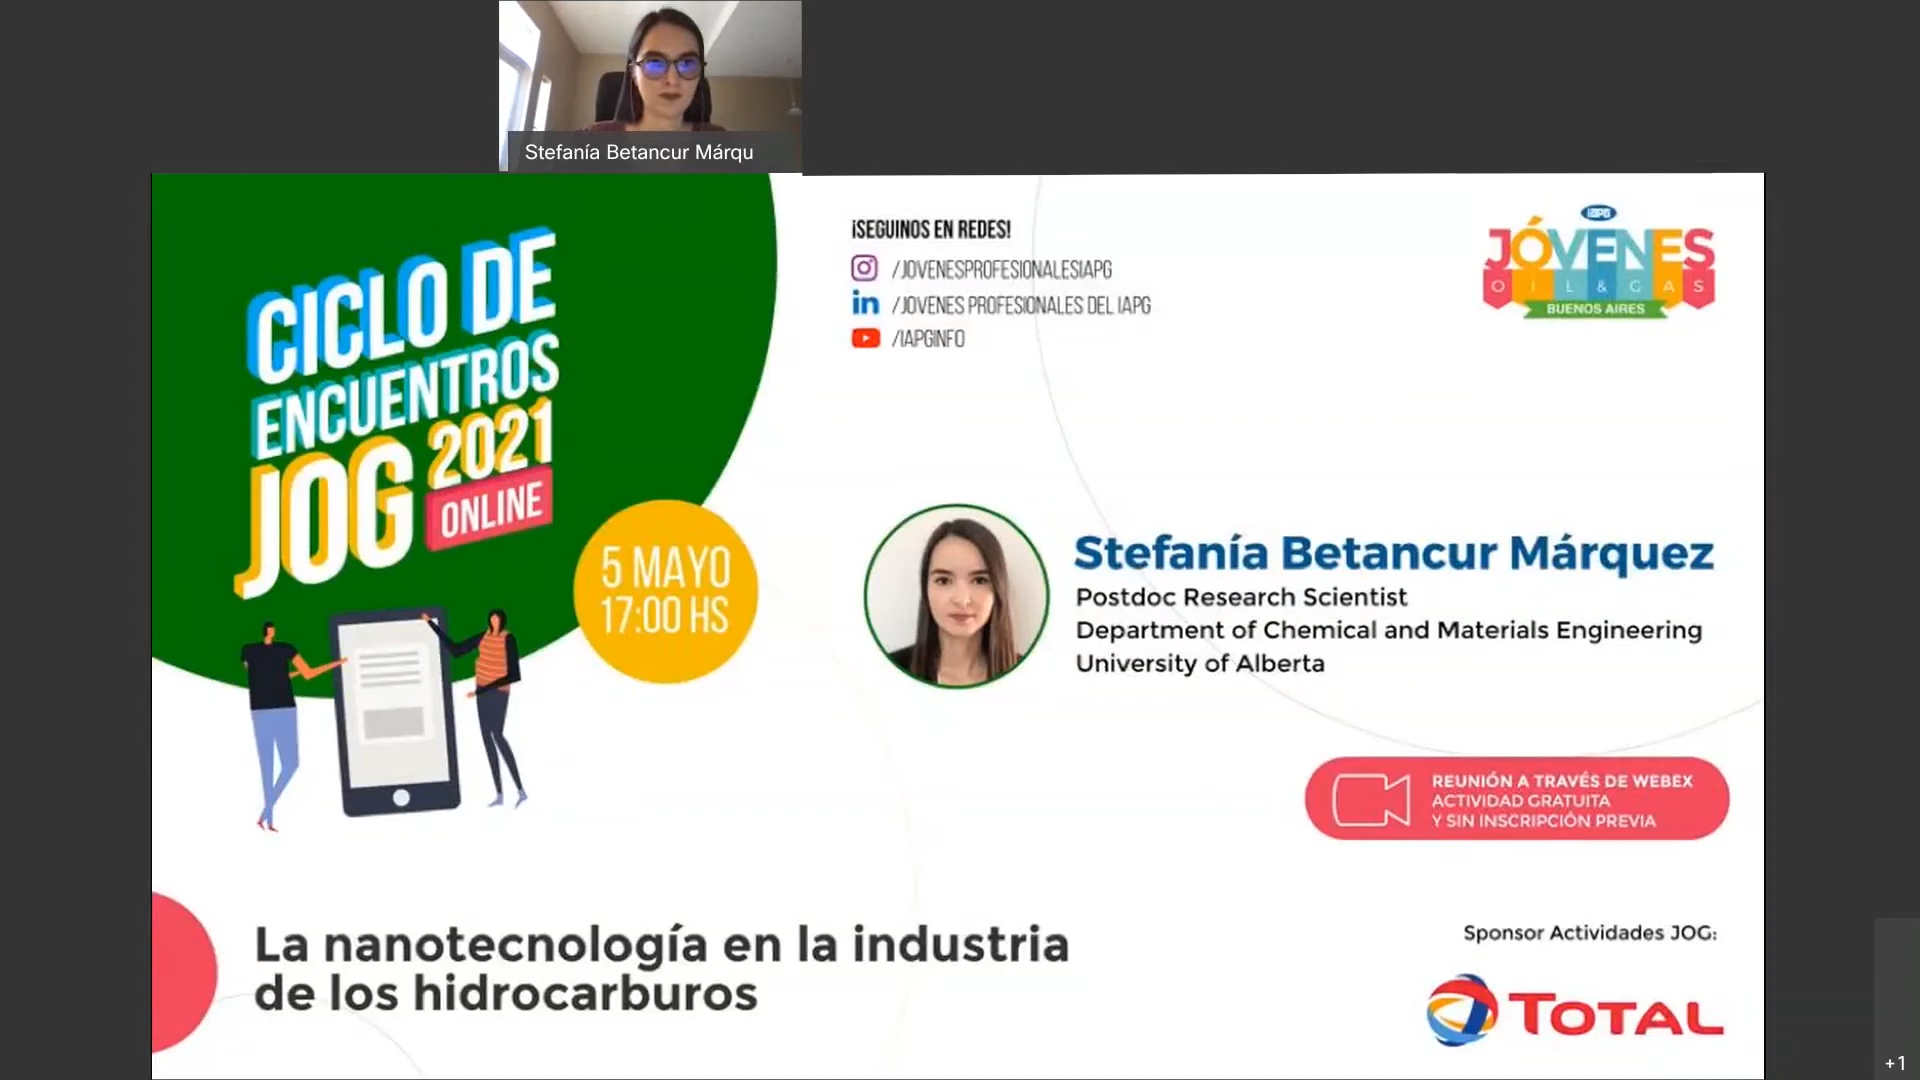 Stefanía Betancur Márqu
CICLO DE
ENCUENTROS
JOG 2021
ONLINE
5 MAYO
17:00 HS
¡SEGUINOS EN REDES!
/JOVENESPROFESIONALESIAPG
/JOVENES PROFESIONALES DEL IAPG
/IAPGINFO
IAPG
JÓVENES
OIL&GAS
BUENOS AIRES
Stefanía Betancur Márquez
Postdoc Research Scientist
Department of Chemical and Materials Engineering
University of Alberta
REUNIÓN A TRAVÉS DE WEBEX
ACTIVIDAD GRATUITA
Y SIN INSCRIPCIÓN PREVIA
La nanotecnología en la industria
de los hidrocarburos
Sponsor Actividades JOG:
TOTAL
+1